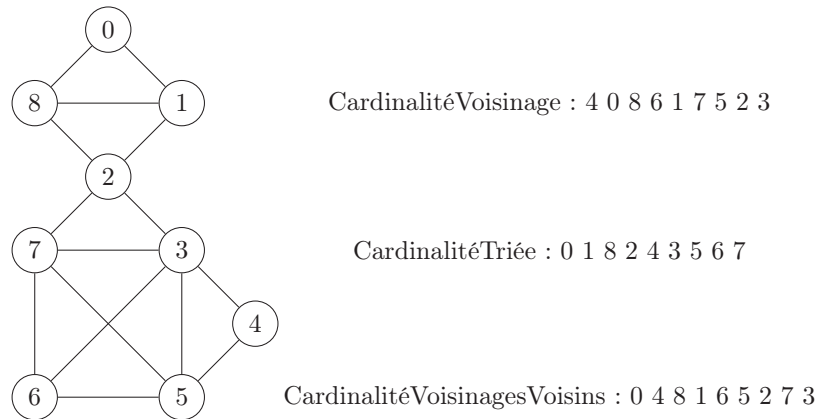 0
8 1 CardinalitéVoisinage : 4 0 8 6 1 7 5 2 3
2
7 3 CardinalitéTriée : 0 1 8 2 4 3 5 6 7
4
6 5 CardinalitéVoisinagesVoisins : 0 4 8 1 6 5 2 7 3